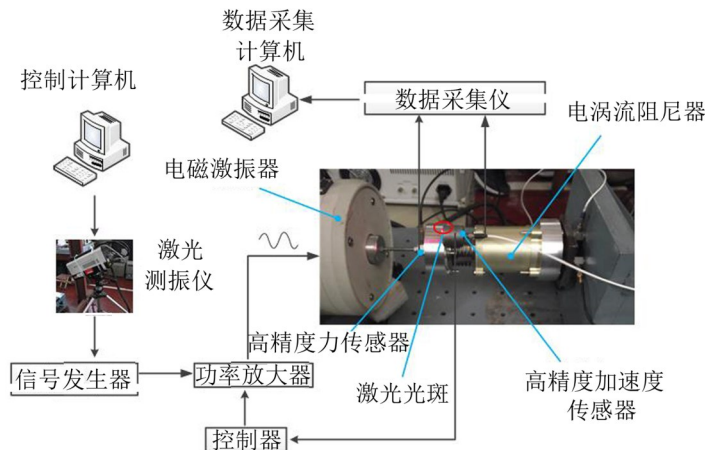 数据采集
计算机
控制计算机
数据采集仪
电涡流阻尼器
电磁激振器
激光
测振仪
高精度力传感器
信号发生器
功率放大器
激光光斑
高精度加速度
传感器
控制器